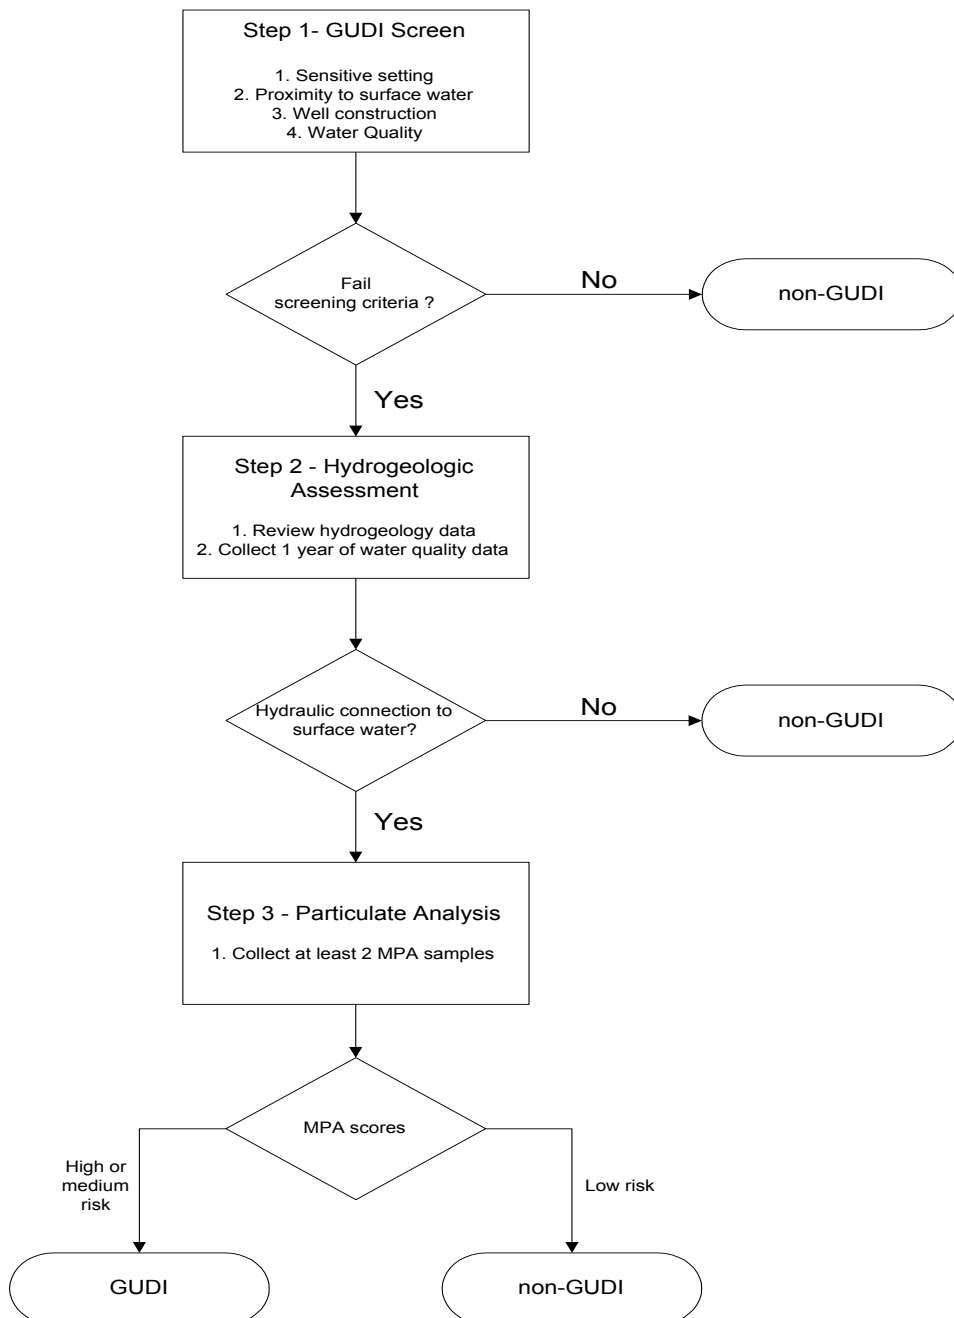 Step 1- GUDI Screen
1. Sensitive setting
2. Proximity to surface water
3. Well construction
4. Water Quality
Fail
screening criteria ?
No
non-GUDI
Yes
Step 2 - Hydrogeologic
Assessment
1. Review hydrogeology data
2. Collect 1 year of water quality data
Hydraulic connection to
surface water?
No
non-GUDI
Yes
Step 3 - Particulate Analysis
1. Collect at least 2 MPA samples
MPA scores
High or
medium
risk
Low risk
GUDI
non-GUDI